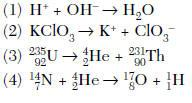 (1) H⁺ + OH⁻ → H₂O
(2) KClO₃ → K⁺ + ClO₃⁻
(3) ²³⁵₉₂U → ⁴₂He + ²³¹₉₀Th
(4) ¹⁴₇N + ⁴₂He → ¹⁷₈O + ¹₁H